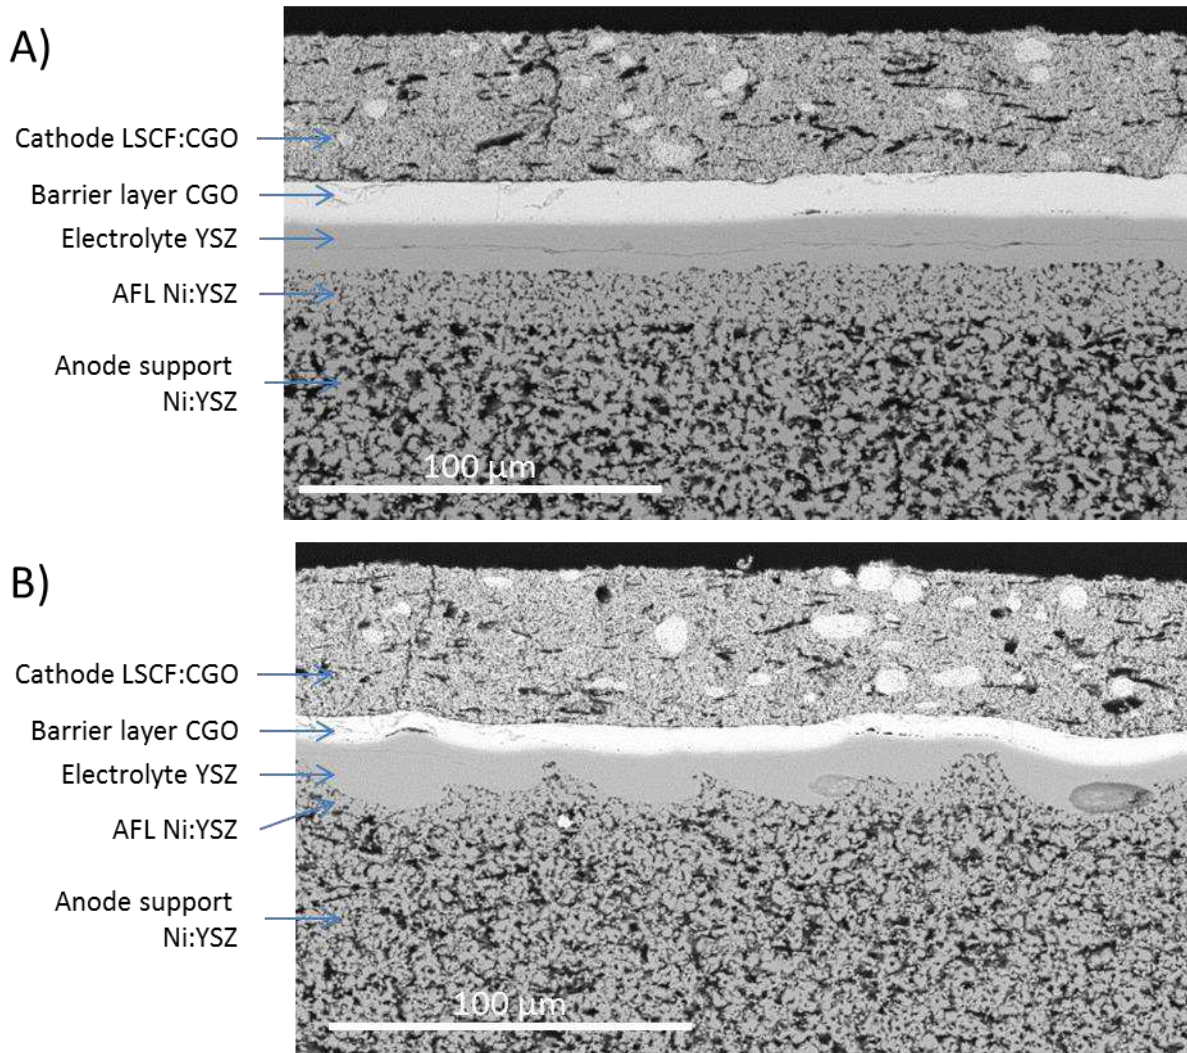 A)
Cathode LSCF:CGO
Barrier layer CGO
Electrolyte YSZ
AFL Ni:YSZ
Anode support
Ni:YSZ
100 µm
B)
Cathode LSCF:CGO
Barrier layer CGO
Electrolyte YSZ
AFL Ni:YSZ
Anode support
Ni:YSZ
100 µm